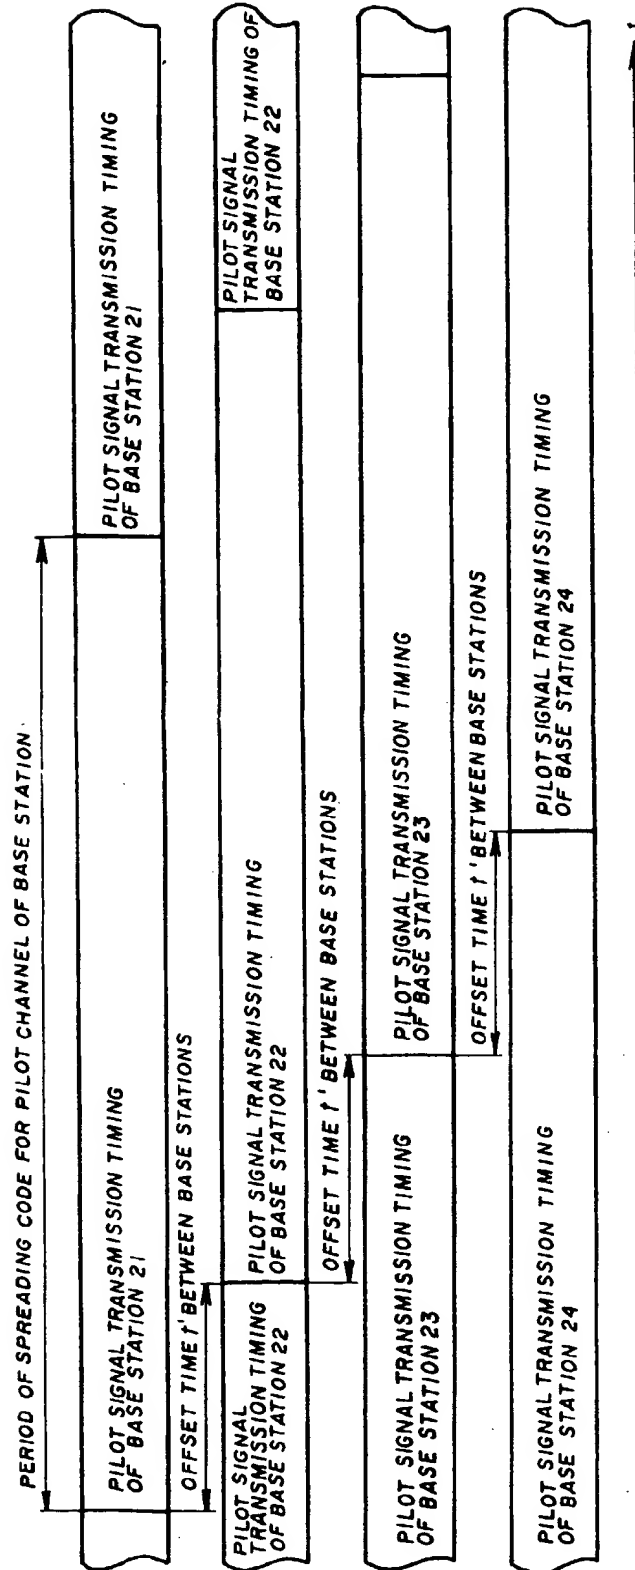 PERIOD OF SPREADING CODE FOR PILOT CHANNEL OF BASE STATION
PILOT SIGNAL TRANSMISSION TIMING
OF BASE STATION 21
PILOT SIGNAL TRANSMISSION TIMING
OF BASE STATION 21
OFFSET TIME t' BETWEEN BASE STATIONS
PILOT SIGNAL
TRANSMISSION TIMING
OF BASE STATION 22
PILOT SIGNAL TRANSMISSION TIMING
OF BASE STATION 22
PILOT SIGNAL
TRANSMISSION TIMING OF
BASE STATION 22
OFFSET TIME t' BETWEEN BASE STATIONS
PILOT SIGNAL TRANSMISSION TIMING
OF BASE STATION 23
PILOT SIGNAL TRANSMISSION TIMING
OF BASE STATION 23
OFFSET TIME t' BETWEEN BASE STATIONS
PILOT SIGNAL TRANSMISSION TIMING
OF BASE STATION 24
PILOT SIGNAL TRANSMISSION TIMING
OF BASE STATION 24
t